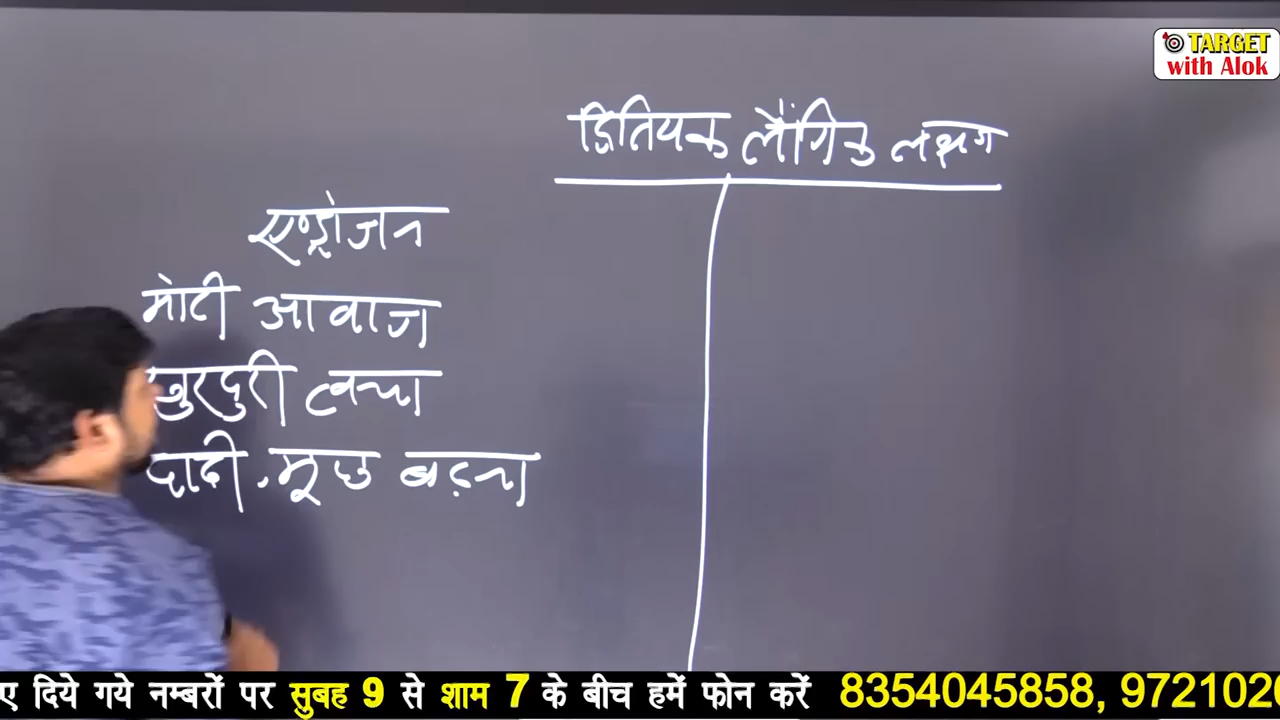 TARGET
with Alok
द्वितियक लैंगिक लक्षण
एण्ड्रोजन
मोटी आवाज
खुरदुरी त्वचा
दाढी, मूछ बढ़ना
ए दिये गये नम्बरों पर सुबह 9 से शाम 7 के बीच हमें फोन करें 8354045858, 972102